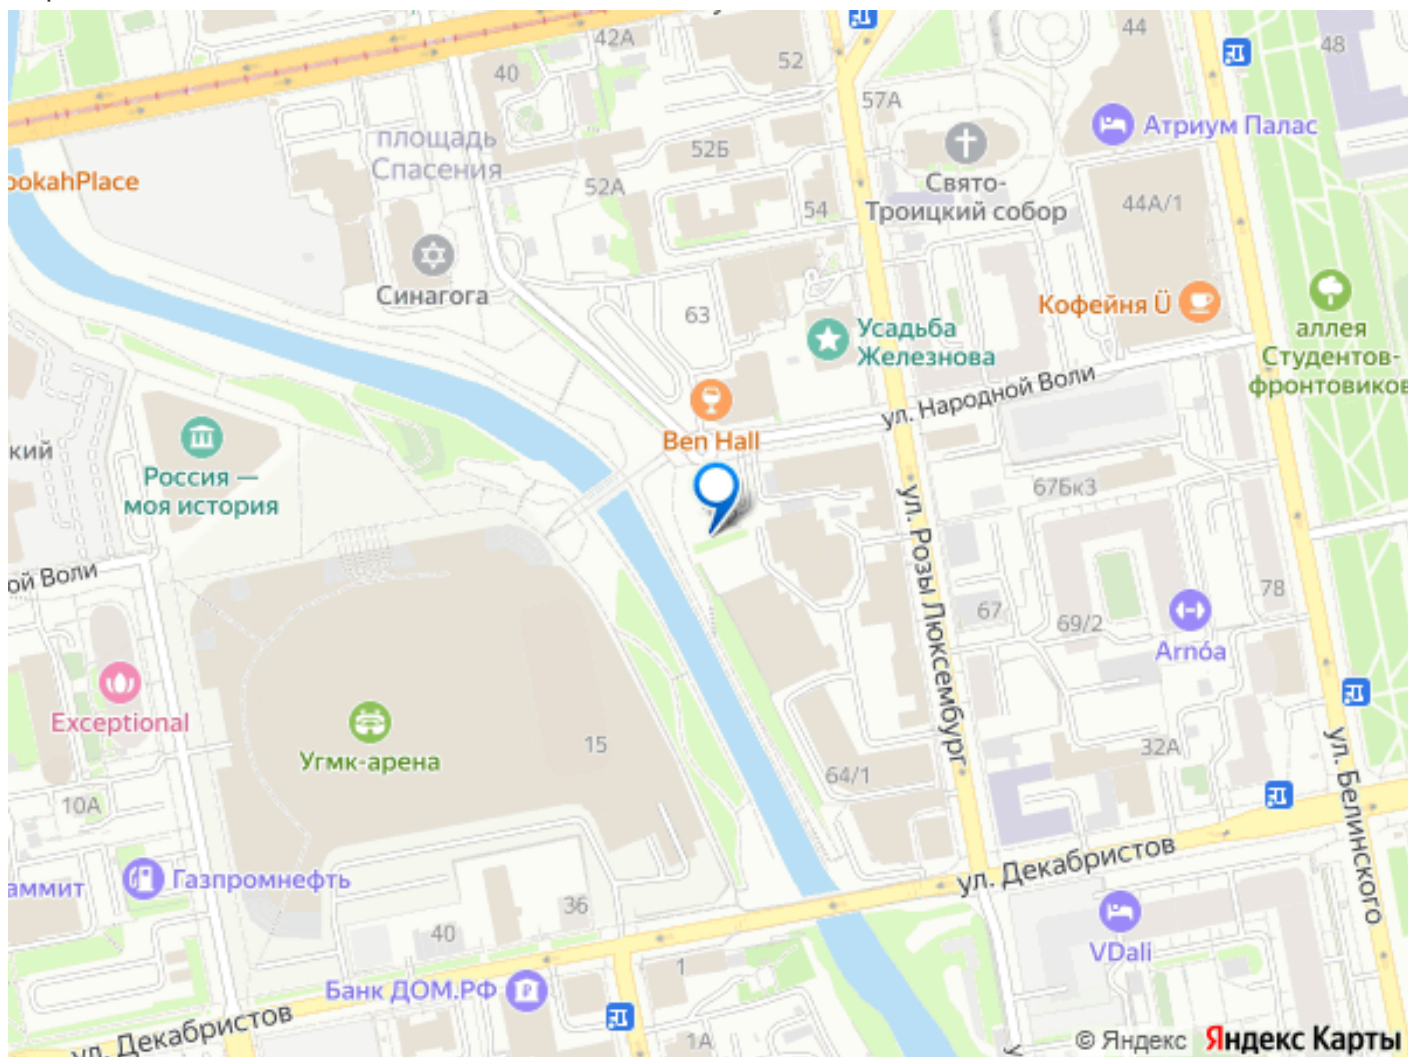 42А
44
48
40
52
57А
Атриум Палас
площадь
Спасения
52Б
ookahPlace
52А
54
Свято-
Троицкий собор
44А/1
Синагога
63
Кофейня Ü
Усадьба
Железнова
аллея
Студентов-
фронтовиков
ул. Народной Воли
Ben Hall
кий
Россия —
моя история
67Бк3
ул. Розы Люксембург
ой Воли
67
69/2
78
Arnóa
Exceptional
Угмк-арена
15
64/1
32А
ул. Белинского
10А
ул. Декабристов
аммит
Газпромнефть
36
40
VDali
Банк ДОМ.РФ
1
ул. Декабристов
1А
© Яндекс Яндекс Карты